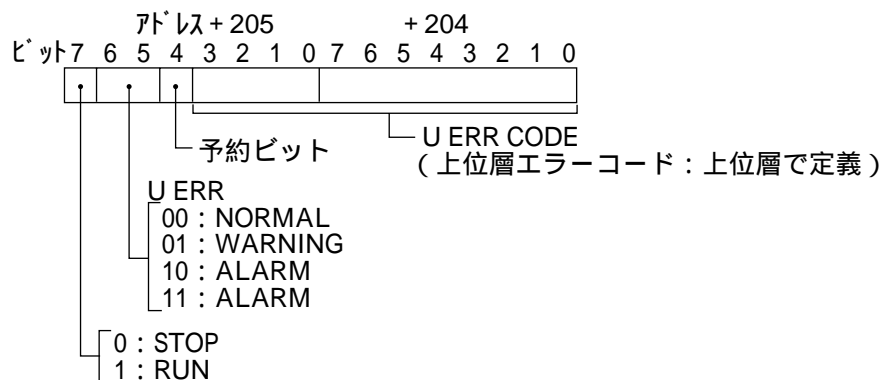 アドレス+205 +204
ビット7 6 5 4 3 2 1 0 7 6 5 4 3 2 1 0
U ERR CODE
予約ビット
(上位層エラーコード：上位層で定義)
U ERR
00：NORMAL
01：WARNING
10：ALARM
11：ALARM
0：STOP
1：RUN